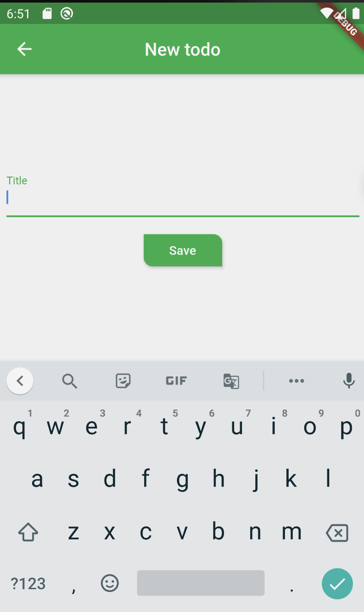 6:51
DEBUG
New todo
Title
Save
GIF
G
1 2 3 4 5 6 7 8 9 0
q w e r t y u i o p
a s d f g h j k l
z x c v b n m
?123 , .